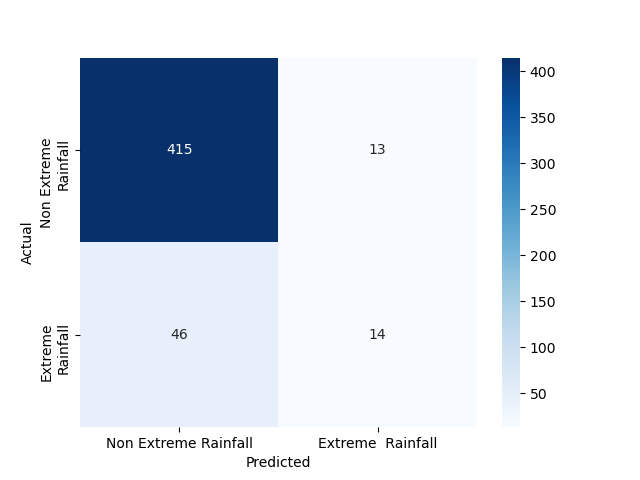 415
13
46
14
Non Extreme
Rainfall
Extreme
Rainfall
Actual
Non Extreme Rainfall
Extreme  Rainfall
Predicted
400
350
300
250
200
150
100
50